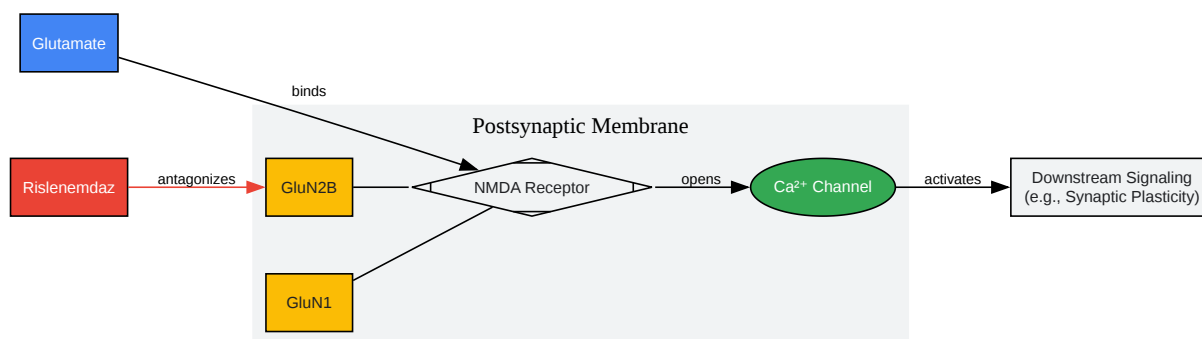 Glutamate
binds
Postsynaptic Membrane
Rislenemdaz
antagonizes
GluN2B
NMDA Receptor
opens
Ca²⁺ Channel
activates
Downstream Signaling
(e.g., Synaptic Plasticity)
GluN1